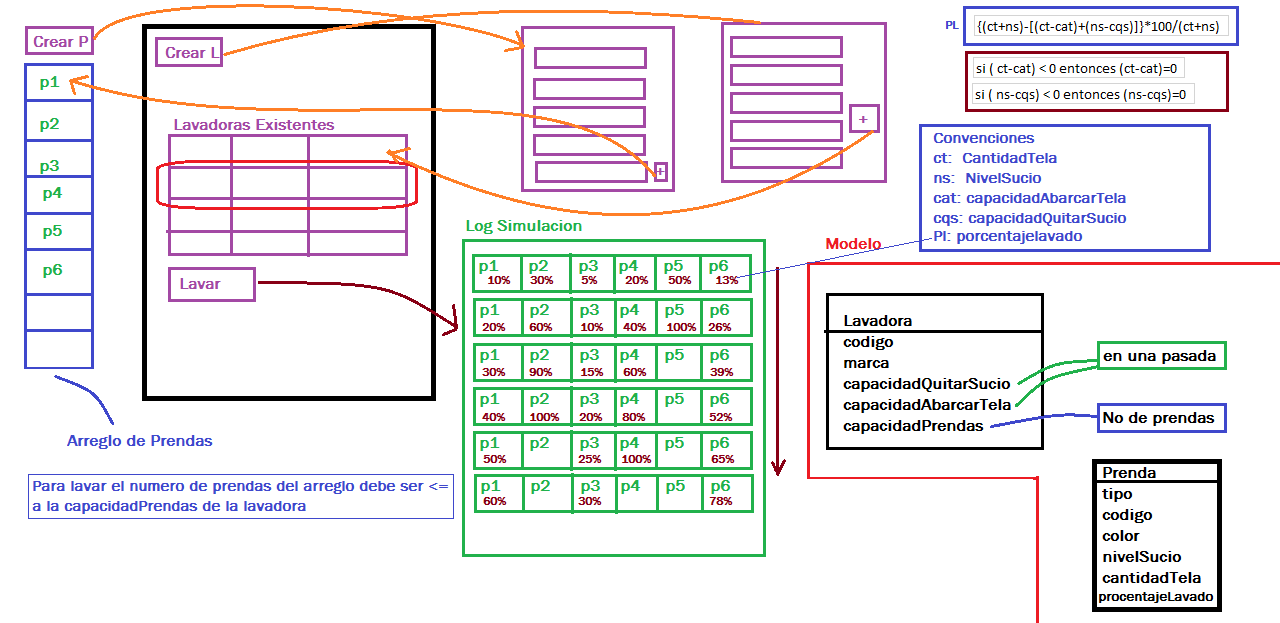 Crear P
p1
p2
p3
p4
p5
p6
Arreglo de Prendas
Para lavar el numero de prendas del arreglo debe ser <=
a la capacidadPrendas de la lavadora
Crear L
Lavadoras Existentes
Lavar
+
+
Log Simulacion
p1 p2 p3 p4 p5 p6
10% 30% 5% 20% 50% 13%
p1 p2 p3 p4 p5 p6
20% 60% 10% 40% 100% 26%
p1 p2 p3 p4 p5 p6
30% 90% 15% 60% 39%
p1 p2 p3 p4 p5 p6
40% 100% 20% 80% 52%
p1 p2 p3 p4 p5 p6
50% 25% 100% 65%
p1 p2 p3 p4 p5 p6
60% 30% 78%
PL {(ct+ns)-[(ct-cat)+(ns-cqs)]}*100/(ct+ns)
si ( ct-cat) < 0 entonces (ct-cat)=0
si ( ns-cqs) < 0 entonces (ns-cqs)=0
Convenciones
ct: CantidadTela
ns: NivelSucio
cat: capacidadAbarcarTela
cqs: capacidadQuitarSucio
Pl: porcentajelavado
Modelo
Lavadora
codigo
marca
capacidadQuitarSucio
capacidadAbarcarTela
capacidadPrendas
en una pasada
No de prendas
Prenda
tipo
codigo
color
nivelSucio
cantidadTela
procentajeLavado